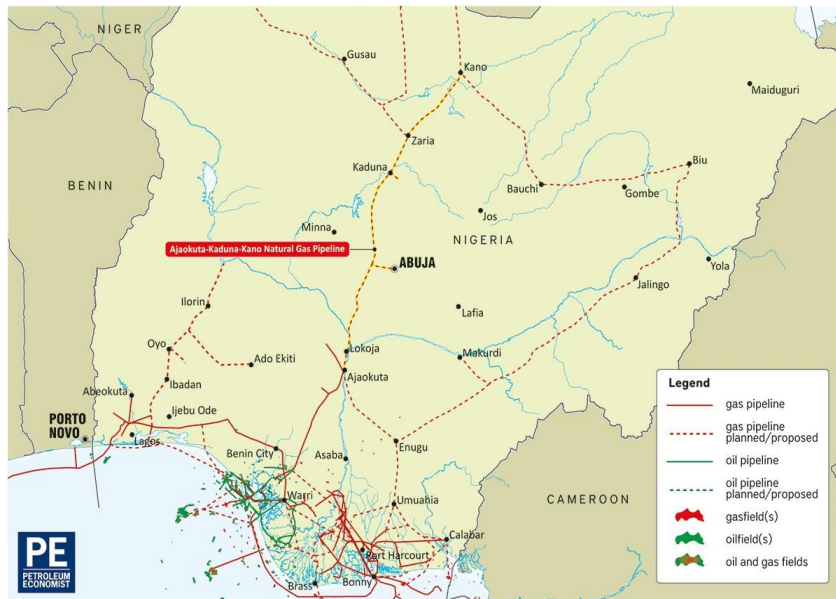 NIGER
Gusau
Kano
Maiduguri
Zaria
Kaduna
Biu
BENIN
Bauchi
Gombe
Jos
Minna
NIGERIA
Ajaokuta-Kaduna-Kano Natural Gas Pipeline
ABUJA
Yola
Jalingo
Ilorin
Lafia
Oyo
Lokoja
Makurdi
Ado Ekiti
Ajaokuta
Ibadan
Abeokuta
Ijebu Ode
PORTO
NOVO
Lagos
Benin City
Asaba
Enugu
Warri
Umuahia
CAMEROON
Calabar
Port Harcourt
Brass
Bonny
Legend
gas pipeline
gas pipeline
planned/proposed
oil pipeline
oil pipeline
planned/proposed
gasfield(s)
oilfield(s)
oil and gas fields
PE
PETROLEUM
ECONOMIST